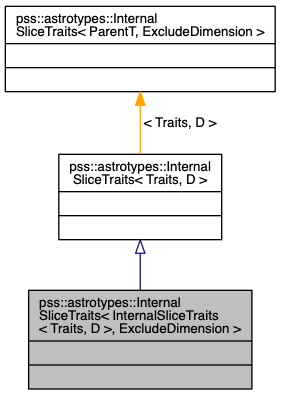 pss::astrotypes::Internal
SliceTraits< ParentT, ExcludeDimension >
< Traits, D >
pss::astrotypes::Internal
SliceTraits< Traits, D >
pss::astrotypes::Internal
SliceTraits< InternalSliceTraits
< Traits, D >, ExcludeDimension >